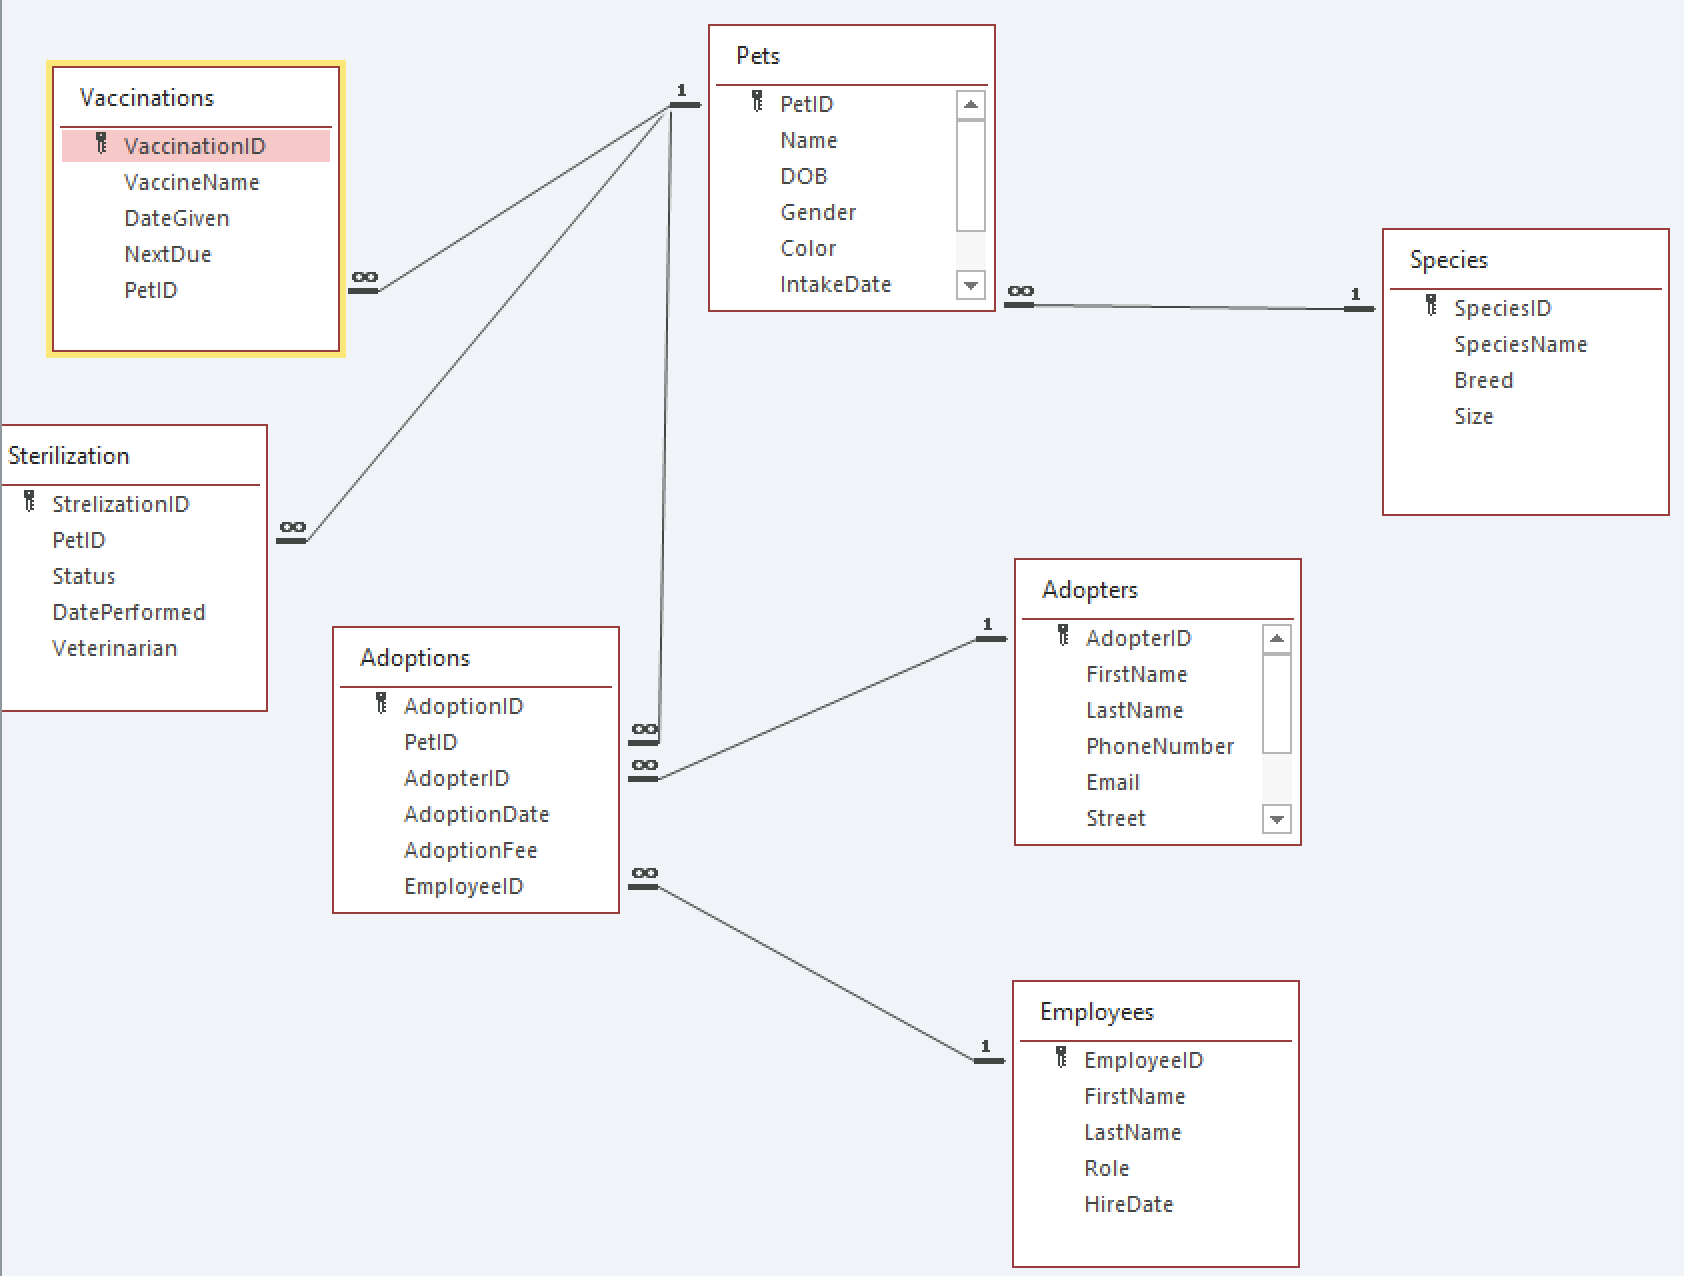 Vaccinations
VaccinationID
VaccineName
DateGiven
NextDue
PetID
∞
Pets
1
PetID
Name
DOB
Gender
Color
IntakeDate
∞
1
Species
SpeciesID
SpeciesName
Breed
Size
Sterilization
StrelizationID
PetID
Status
DatePerformed
Veterinarian
∞
Adoptions
AdoptionID
PetID
AdopterID
AdoptionDate
AdoptionFee
EmployeeID
∞
∞
∞
1
Adopters
AdopterID
FirstName
LastName
PhoneNumber
Email
Street
1
Employees
EmployeeID
FirstName
LastName
Role
HireDate